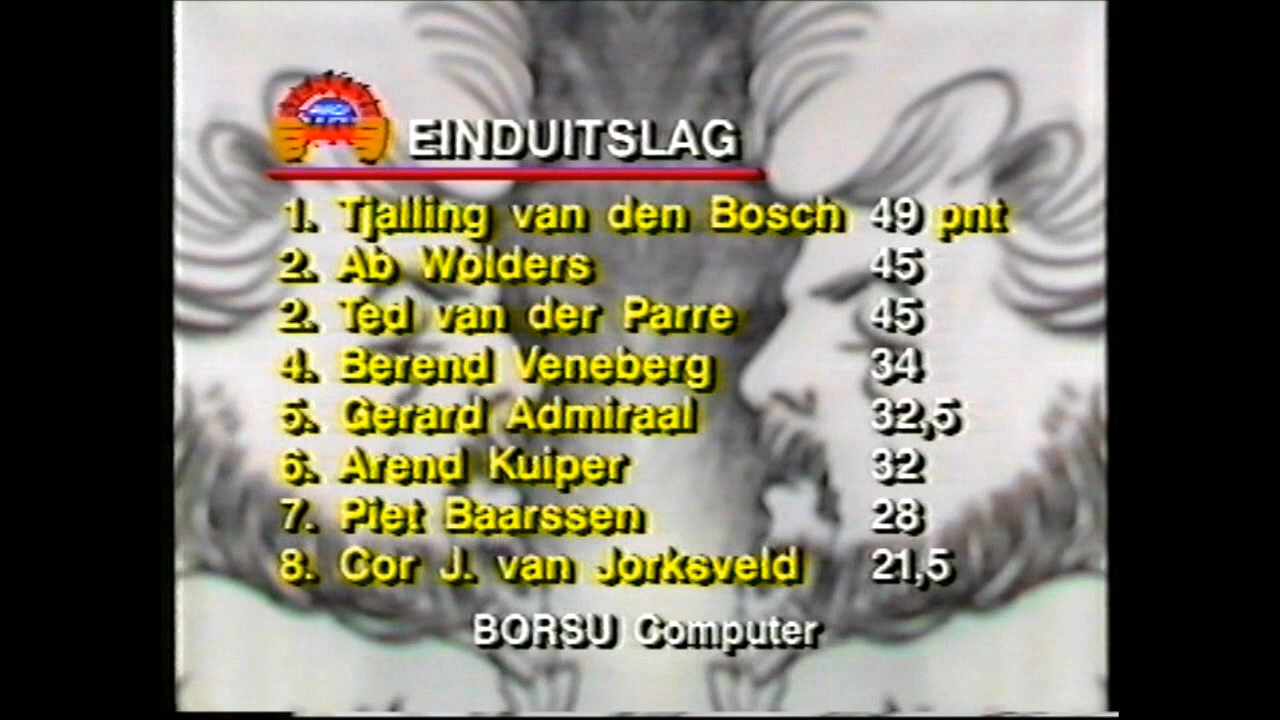 EINDUITSLAG
1. Tjalling van den Bosch 49 pnt
2. Ab Wolders 45
2. Ted van der Parre 45
4. Berend Veneberg 34
5. Gerard Admiraal 32,5
6. Arend Kuiper 32
7. Piet Baarssen 28
8. Cor J. van Jorksveld 21,5
BORSU Computer